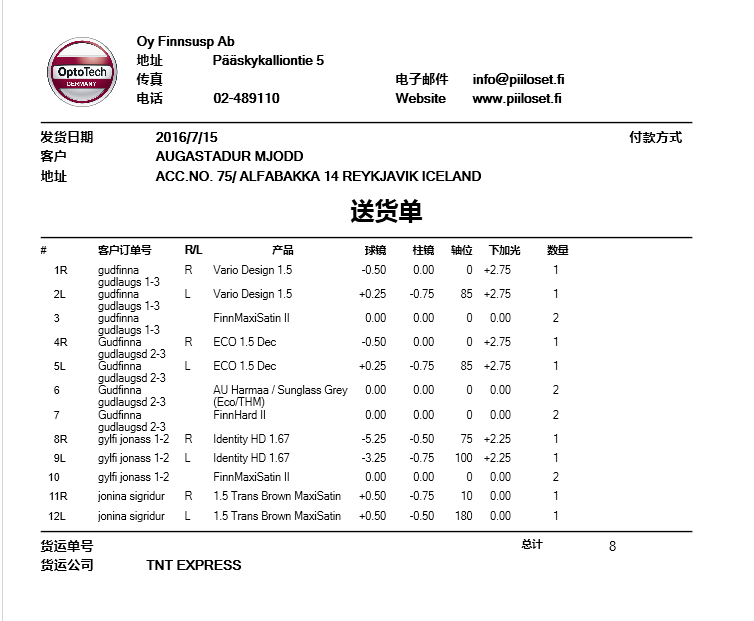 OptoTech
GERMANY
Oy Finnsusp Ab
地址 Pääskykalliontie 5
传真 电子邮件 info@piiloset.fi
电话 02-489110 Website www.piiloset.fi
发货日期 2016/7/15 付款方式
客户 AUGASTADUR MJODD
地址 ACC.NO. 75/ ALFABAKKA 14 REYKJAVIK ICELAND
送货单
# 客户订单号 R/L 产品 球镜 柱镜 轴位 下加光 数量
1R gudfinna R Vario Design 1.5 -0.50 0.00 0 +2.75 1
gudlaugs 1-3
2L gudfinna L Vario Design 1.5 +0.25 -0.75 85 +2.75 1
gudlaugs 1-3
3 gudfinna FinnMaxiSatin II 0.00 0.00 0 0.00 2
gudlaugs 1-3
4R Gudfinna R ECO 1.5 Dec -0.50 0.00 0 +2.75 1
gudlaugsd 2-3
5L Gudfinna L ECO 1.5 Dec +0.25 -0.75 85 +2.75 1
gudlaugsd 2-3
6 Gudfinna AU Harmaa / Sunglass Grey 0.00 0.00 0 0.00 2
gudlaugsd 2-3 (Eco/THM)
7 Gudfinna FinnHard II 0.00 0.00 0 0.00 2
gudlaugsd 2-3
8R gylfi jonass 1-2 R Identity HD 1.67 -5.25 -0.50 75 +2.25 1
9L gylfi jonass 1-2 L Identity HD 1.67 -3.25 -0.75 100 +2.25 1
10 gylfi jonass 1-2 FinnMaxiSatin II 0.00 0.00 0 0.00 2
11R jonina sigridur R 1.5 Trans Brown MaxiSatin +0.50 -0.75 10 0.00 1
12L jonina sigridur L 1.5 Trans Brown MaxiSatin +0.50 -0.50 180 0.00 1
货运单号 总计 8
货运公司 TNT EXPRESS